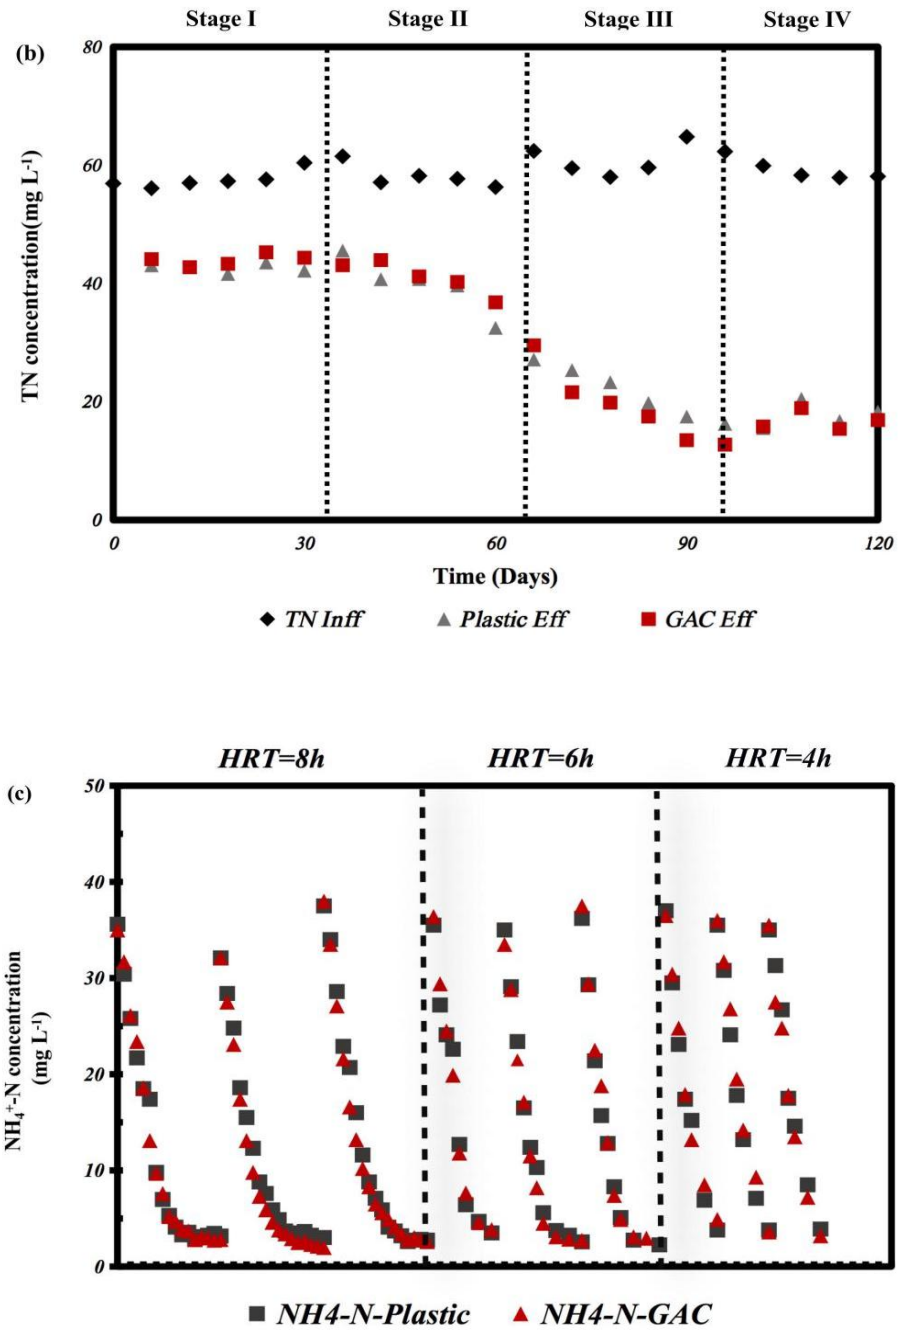 Stage I Stage II Stage III Stage IV
(b)
80
60
40
20
0
TN concentration(mg L-1)
0 30 60 90 120
Time (Days)
TN Inff Plastic Eff GAC Eff
HRT=8h HRT=6h HRT=4h
(c)
50
40
30
20
10
0
NH4+-N concentration
(mg L-1)
NH4-N-Plastic NH4-N-GAC